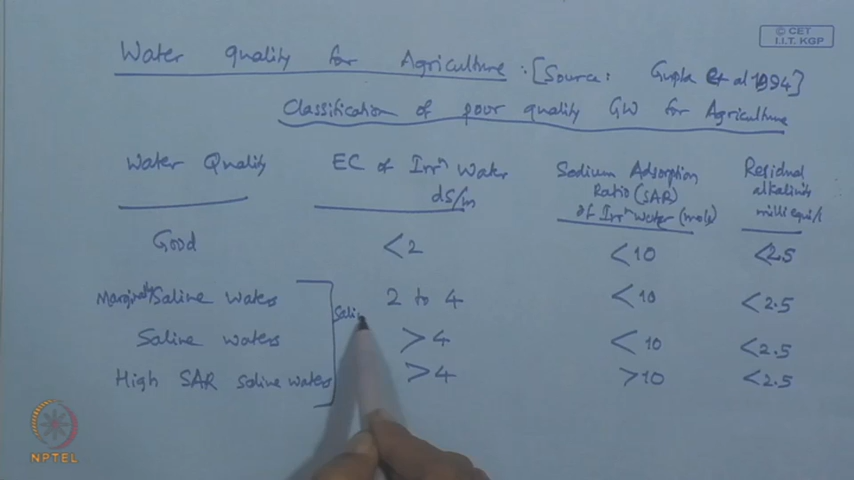 © CET
I.I.T. KGP
Water quality for Agriculture : [Source: Gupta et al 1994]
Classification of poor quality GW for Agriculture
Water Quality EC of Irrⁿ Water dS/m Sodium Adsorption Ratio (SAR) of Irrⁿ Water (mols) Residual alkalinity milli equi/l
Good <2 <10 <2.5
Marginally Saline waters 2 to 4 <10 <2.5
Salin
Saline waters >4 <10 <2.5
High SAR saline waters >4 >10 <2.5
NPTEL